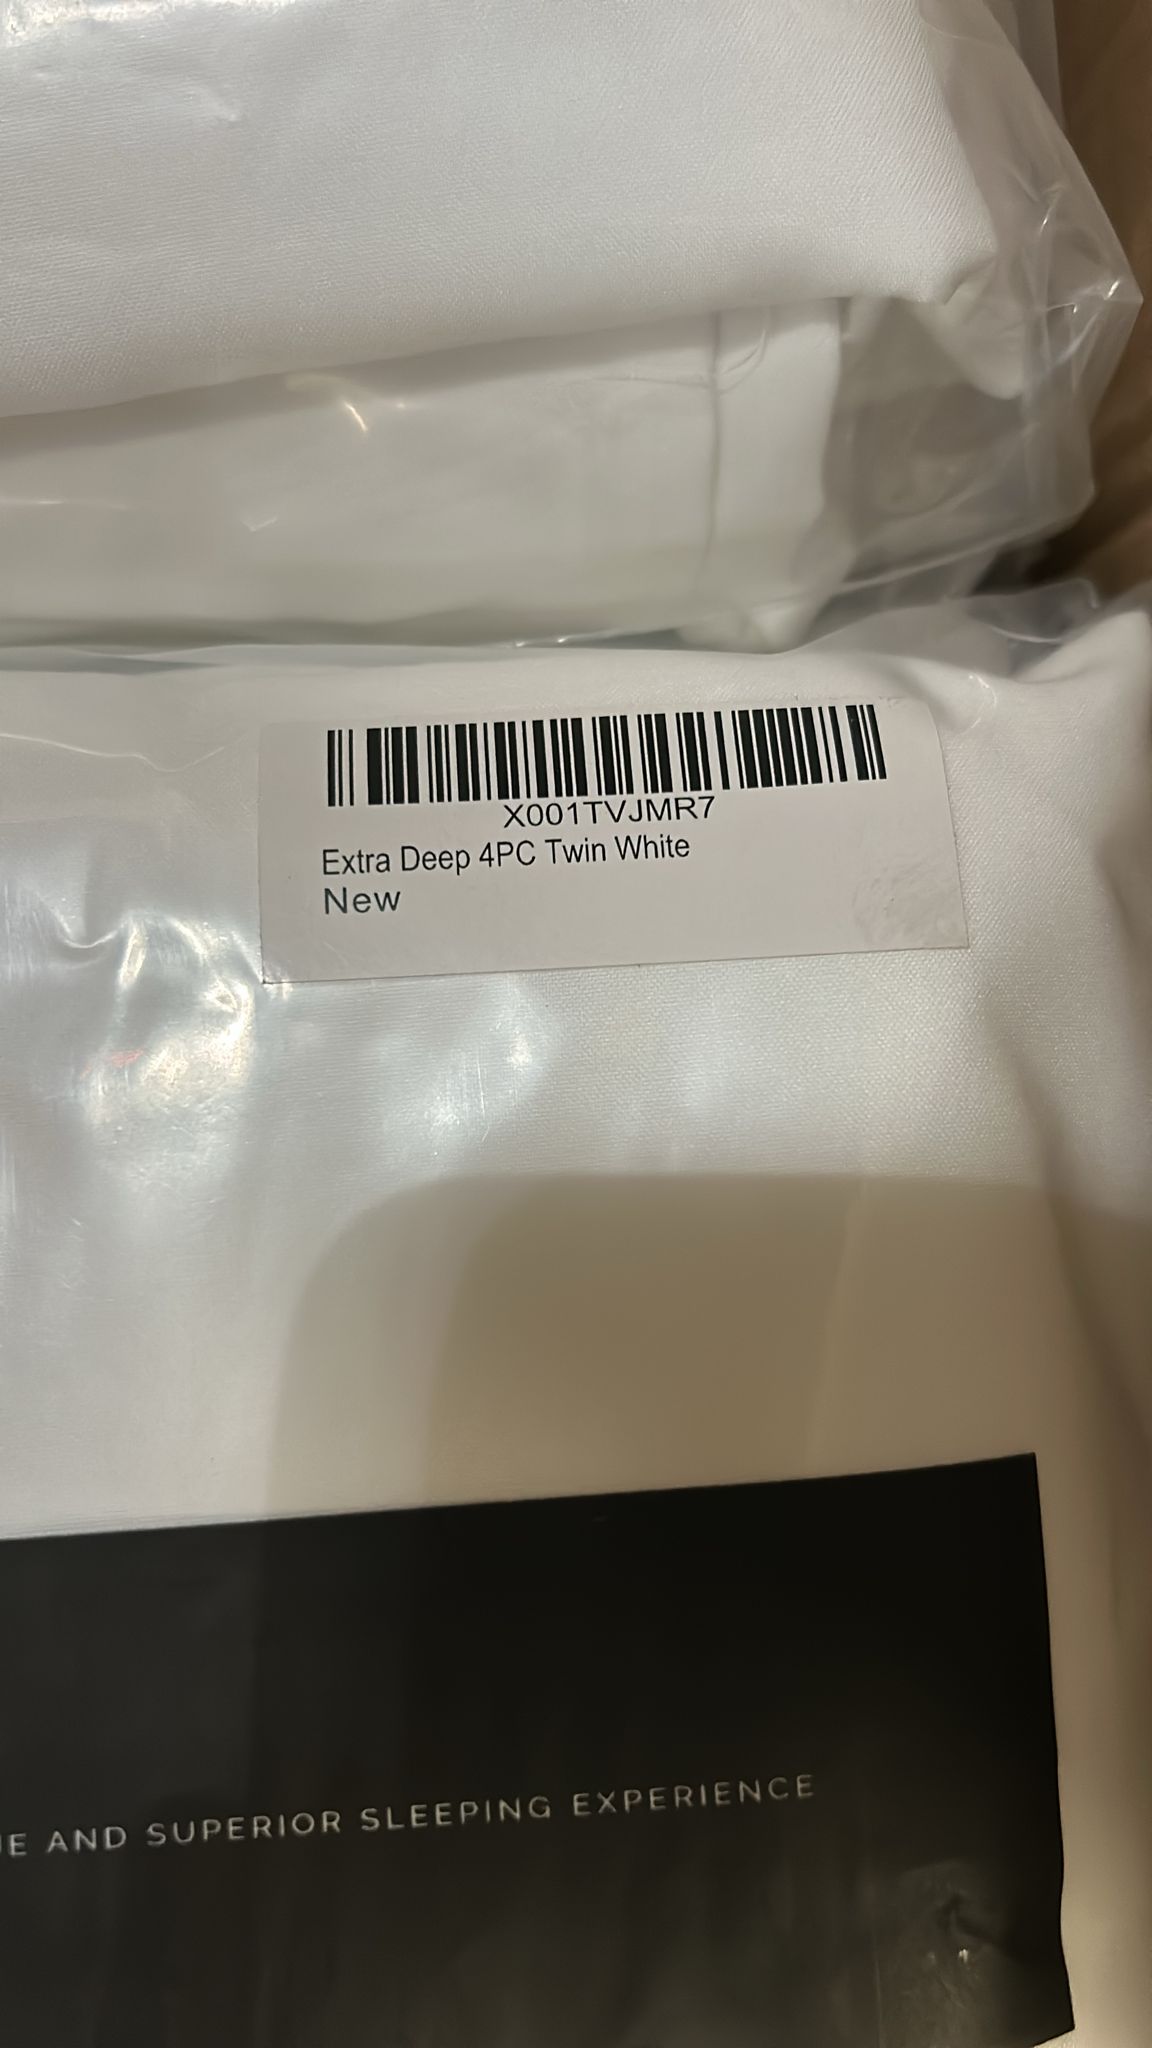 X001TVJMR7
Extra Deep 4PC Twin White
New
AND SUPERIOR SLEEPING EXPERIENCE